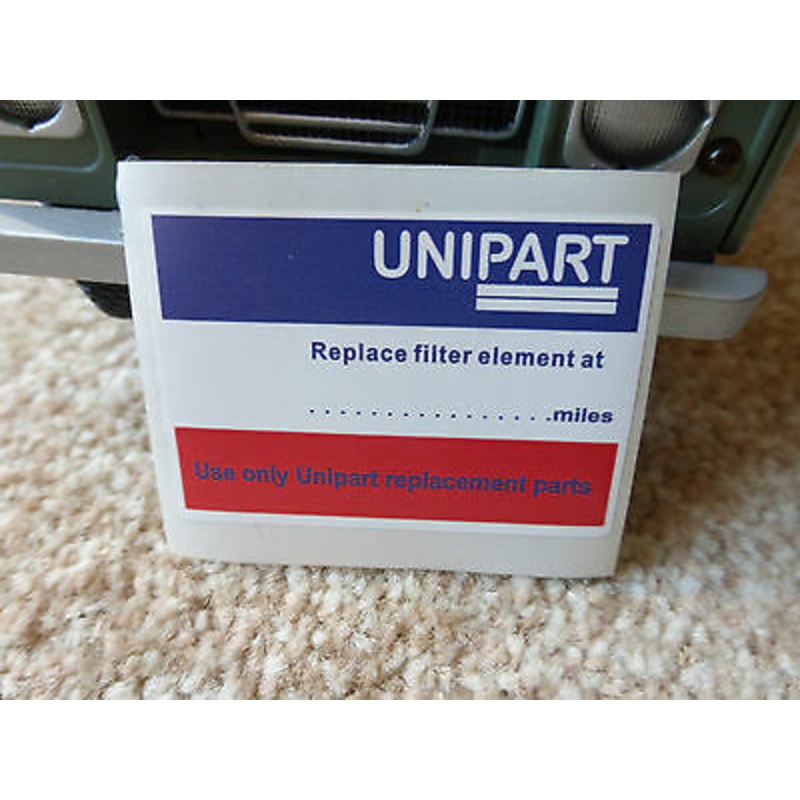 UNIPART
Replace filter element at
................miles
Use only Unipart replacement parts